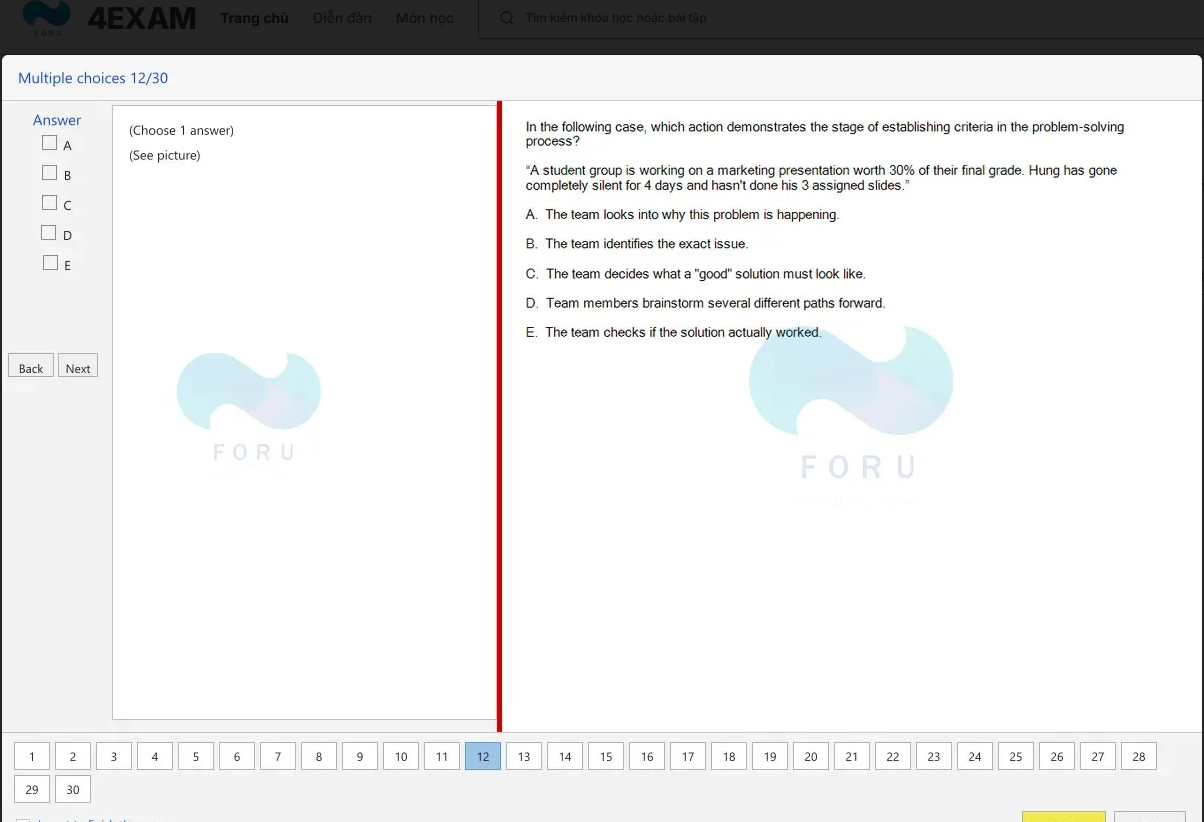 FORU
4EXAM
Trang chủ
Diễn đàn
Môn học
Tìm kiếm khóa học hoặc bài tập
Multiple choices 12/30
Answer
A
B
C
D
E
Back
Next
(Choose 1 answer)
(See picture)
FORU
In the following case, which action demonstrates the stage of establishing criteria in the problem-solving
process?
“A student group is working on a marketing presentation worth 30% of their final grade. Hung has gone
completely silent for 4 days and hasn't done his 3 assigned slides.”
A. The team looks into why this problem is happening.
B. The team identifies the exact issue.
C. The team decides what a "good" solution must look like.
D. Team members brainstorm several different paths forward.
E. The team checks if the solution actually worked.
FORU
1 2 3 4 5 6 7 8 9 10 11 12 13 14 15 16 17 18 19 20 21 22 23 24 25 26 27 28
29 30